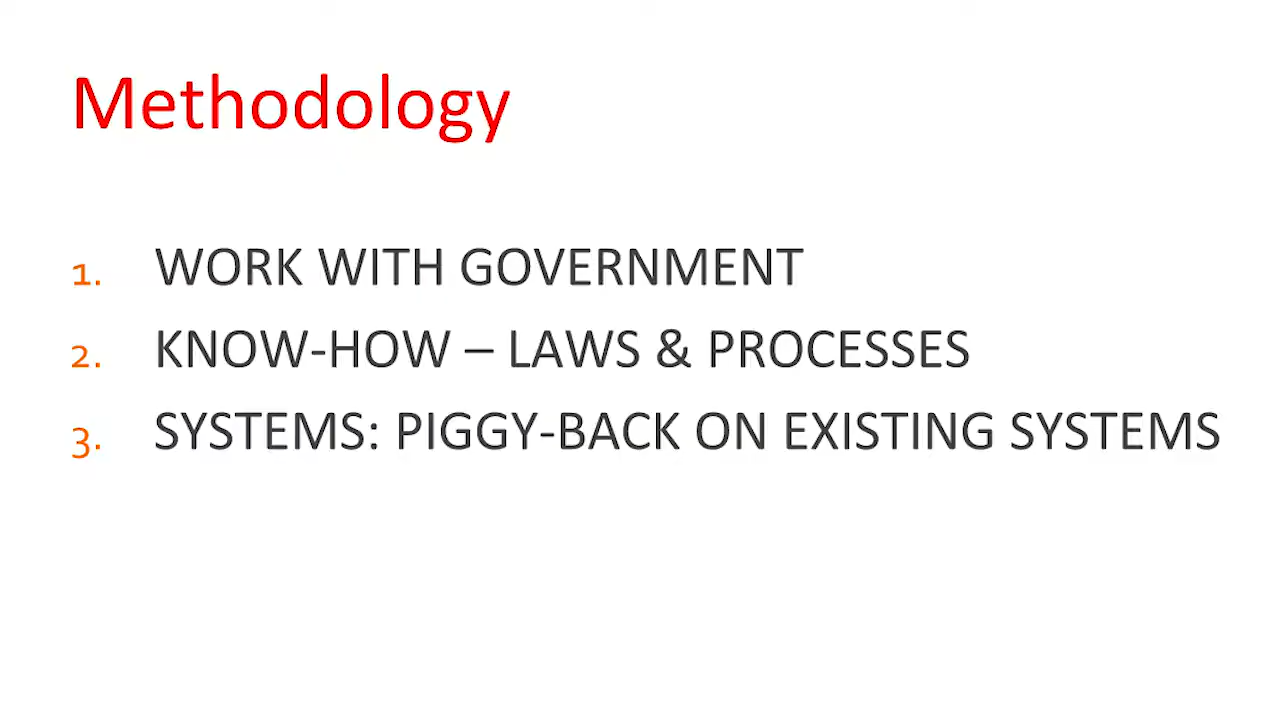 Methodology
1. WORK WITH GOVERNMENT
2. KNOW-HOW – LAWS & PROCESSES
3. SYSTEMS: PIGGY-BACK ON EXISTING SYSTEMS